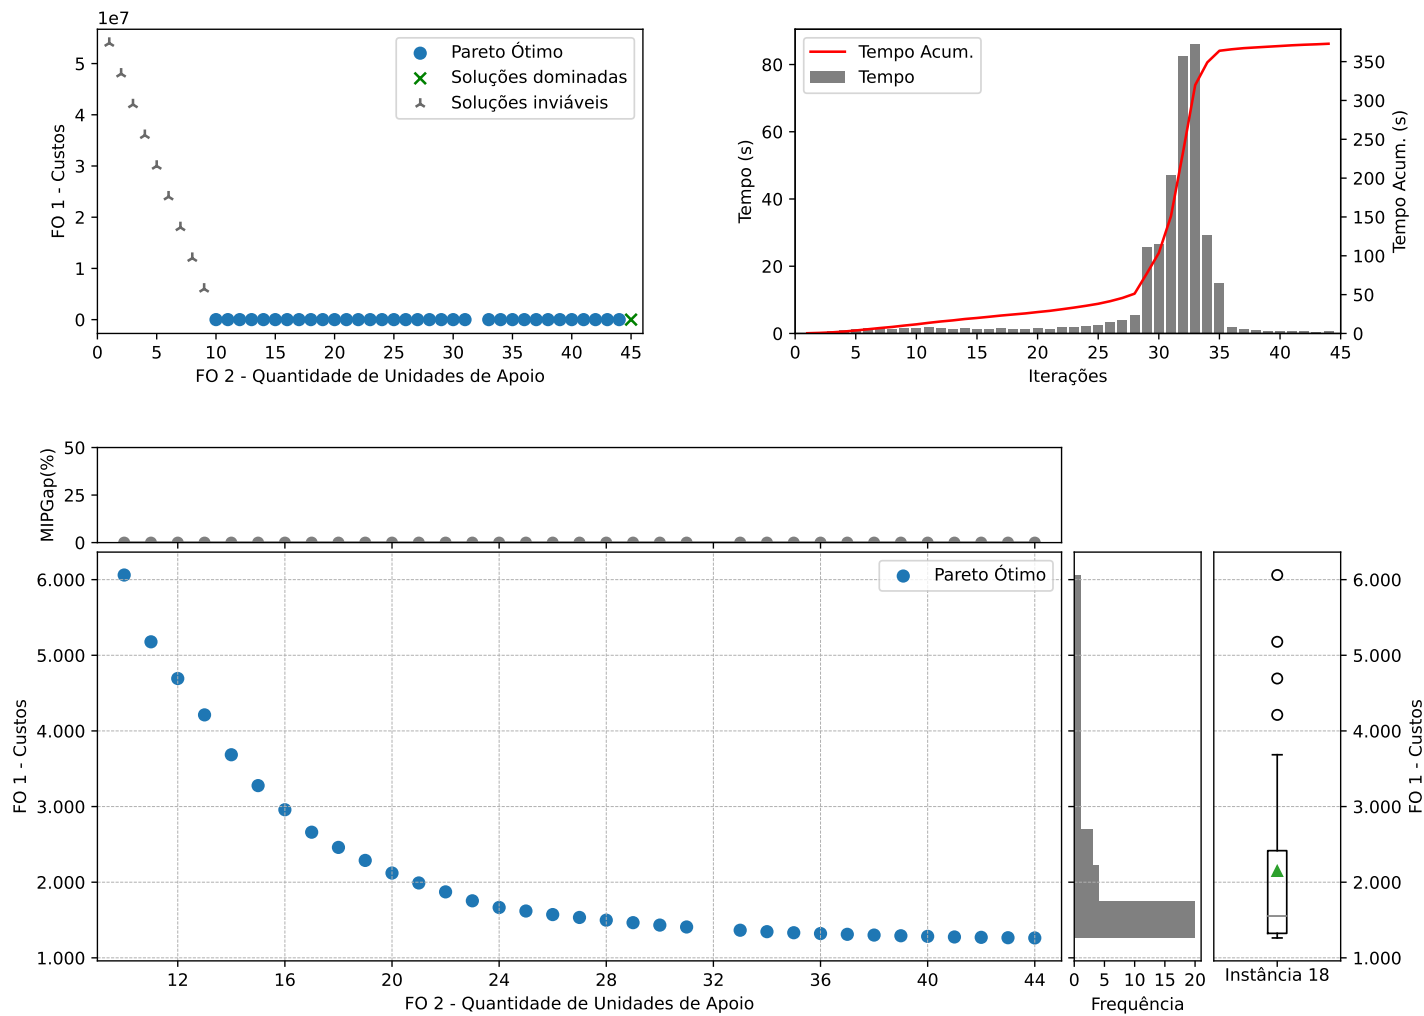 1e7
5
4
3
2
1
0
FO 1 - Custos
0 5 10 15 20 25 30 35 40 45
FO 2 - Quantidade de Unidades de Apoio
Pareto Ótimo
Soluções dominadas
Soluções inviáveis
80
60
40
20
0
Tempo (s)
Tempo Acum.
Tempo
350
300
250
200
150
100
50
0
Tempo Acum. (s)
0 5 10 15 20 25 30 35 40 45
Iterações
50
25
0
MIPGap(%)
6.000
5.000
4.000
3.000
2.000
1.000
FO 1 - Custos
Pareto Ótimo
12 16 20 24 28 32 36 40 44
FO 2 - Quantidade de Unidades de Apoio
0 5 10 15 20
Frequência
Instância 18
6.000
5.000
4.000
3.000
2.000
1.000
FO 1 - Custos